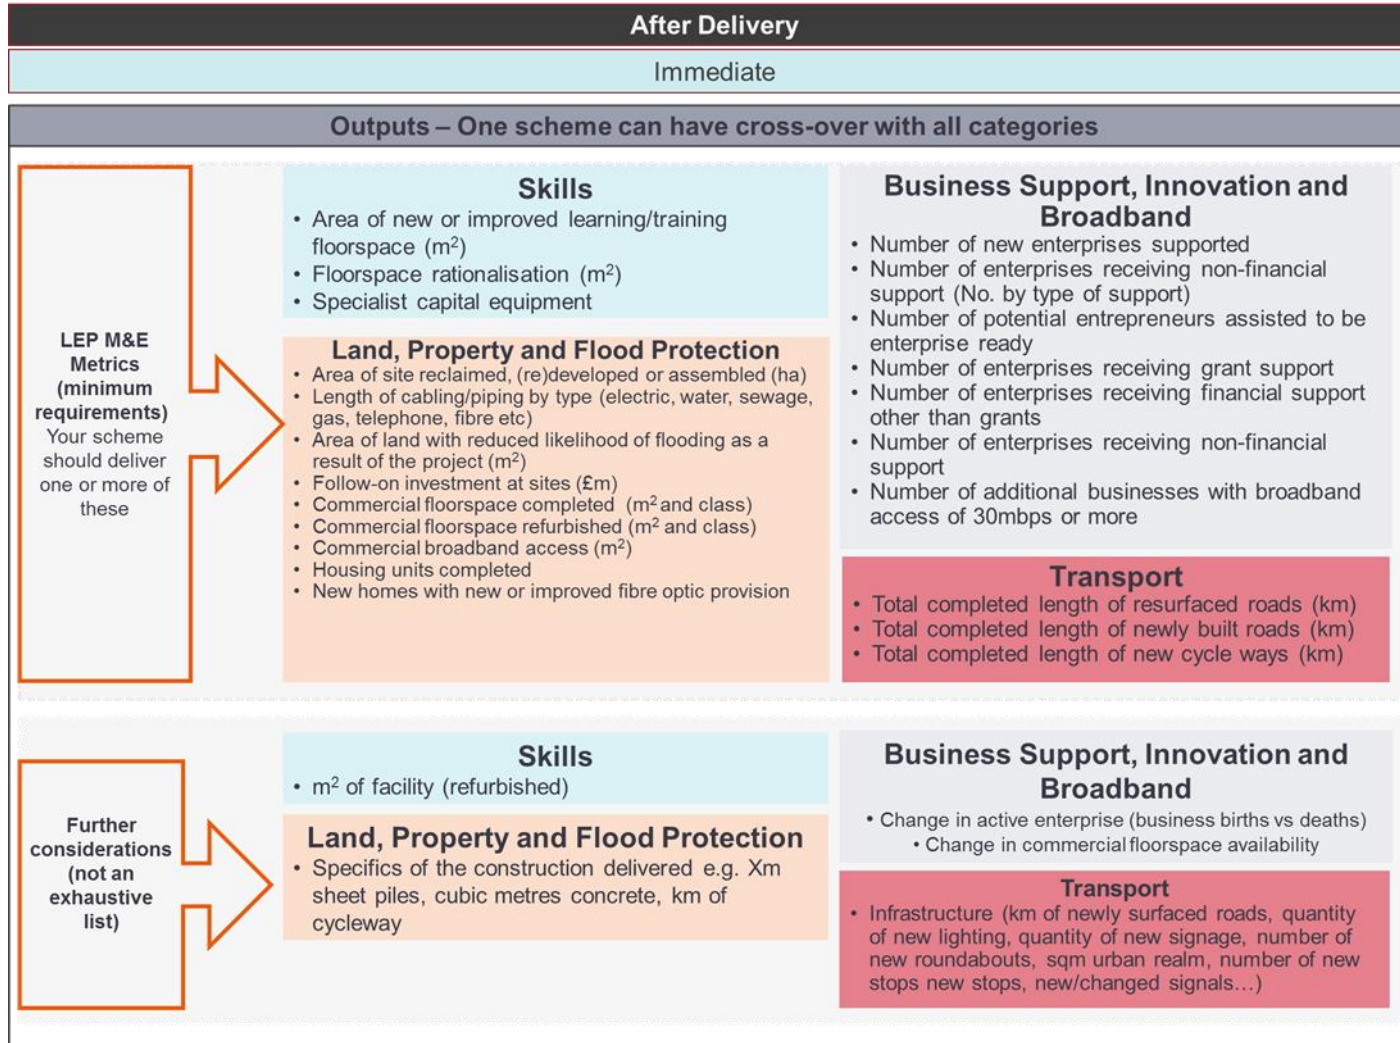 After Delivery
Immediate
Outputs – One scheme can have cross-over with all categories
LEP M&E
Metrics
(minimum
requirements)
Your scheme
should deliver
one or more of
these
Skills
• Area of new or improved learning/training
floorspace (m²)
• Floorspace rationalisation (m²)
• Specialist capital equipment
Land, Property and Flood Protection
• Area of site reclaimed, (re)developed or assembled (ha)
• Length of cabling/piping by type (electric, water, sewage,
gas, telephone, fibre etc)
• Area of land with reduced likelihood of flooding as a
result of the project (m²)
• Follow-on investment at sites (£m)
• Commercial floorspace completed (m² and class)
• Commercial floorspace refurbished (m² and class)
• Commercial broadband access (m²)
• Housing units completed
• New homes with new or improved fibre optic provision
Business Support, Innovation and
Broadband
• Number of new enterprises supported
• Number of enterprises receiving non-financial
support (No. by type of support)
• Number of potential entrepreneurs assisted to be
enterprise ready
• Number of enterprises receiving grant support
• Number of enterprises receiving financial support
other than grants
• Number of enterprises receiving non-financial
support
• Number of additional businesses with broadband
access of 30mbps or more
Transport
• Total completed length of resurfaced roads (km)
• Total completed length of newly built roads (km)
• Total completed length of new cycle ways (km)
Further
considerations
(not an
exhaustive
list)
Skills
• m² of facility (refurbished)
Land, Property and Flood Protection
• Specifics of the construction delivered e.g. Xm
sheet piles, cubic metres concrete, km of
cycleway
Business Support, Innovation and
Broadband
• Change in active enterprise (business births vs deaths)
• Change in commercial floorspace availability
Transport
• Infrastructure (km of newly surfaced roads, quantity
of new lighting, quantity of new signage, number of
new roundabouts, sqm urban realm, number of new
stops new stops, new/changed signals…)